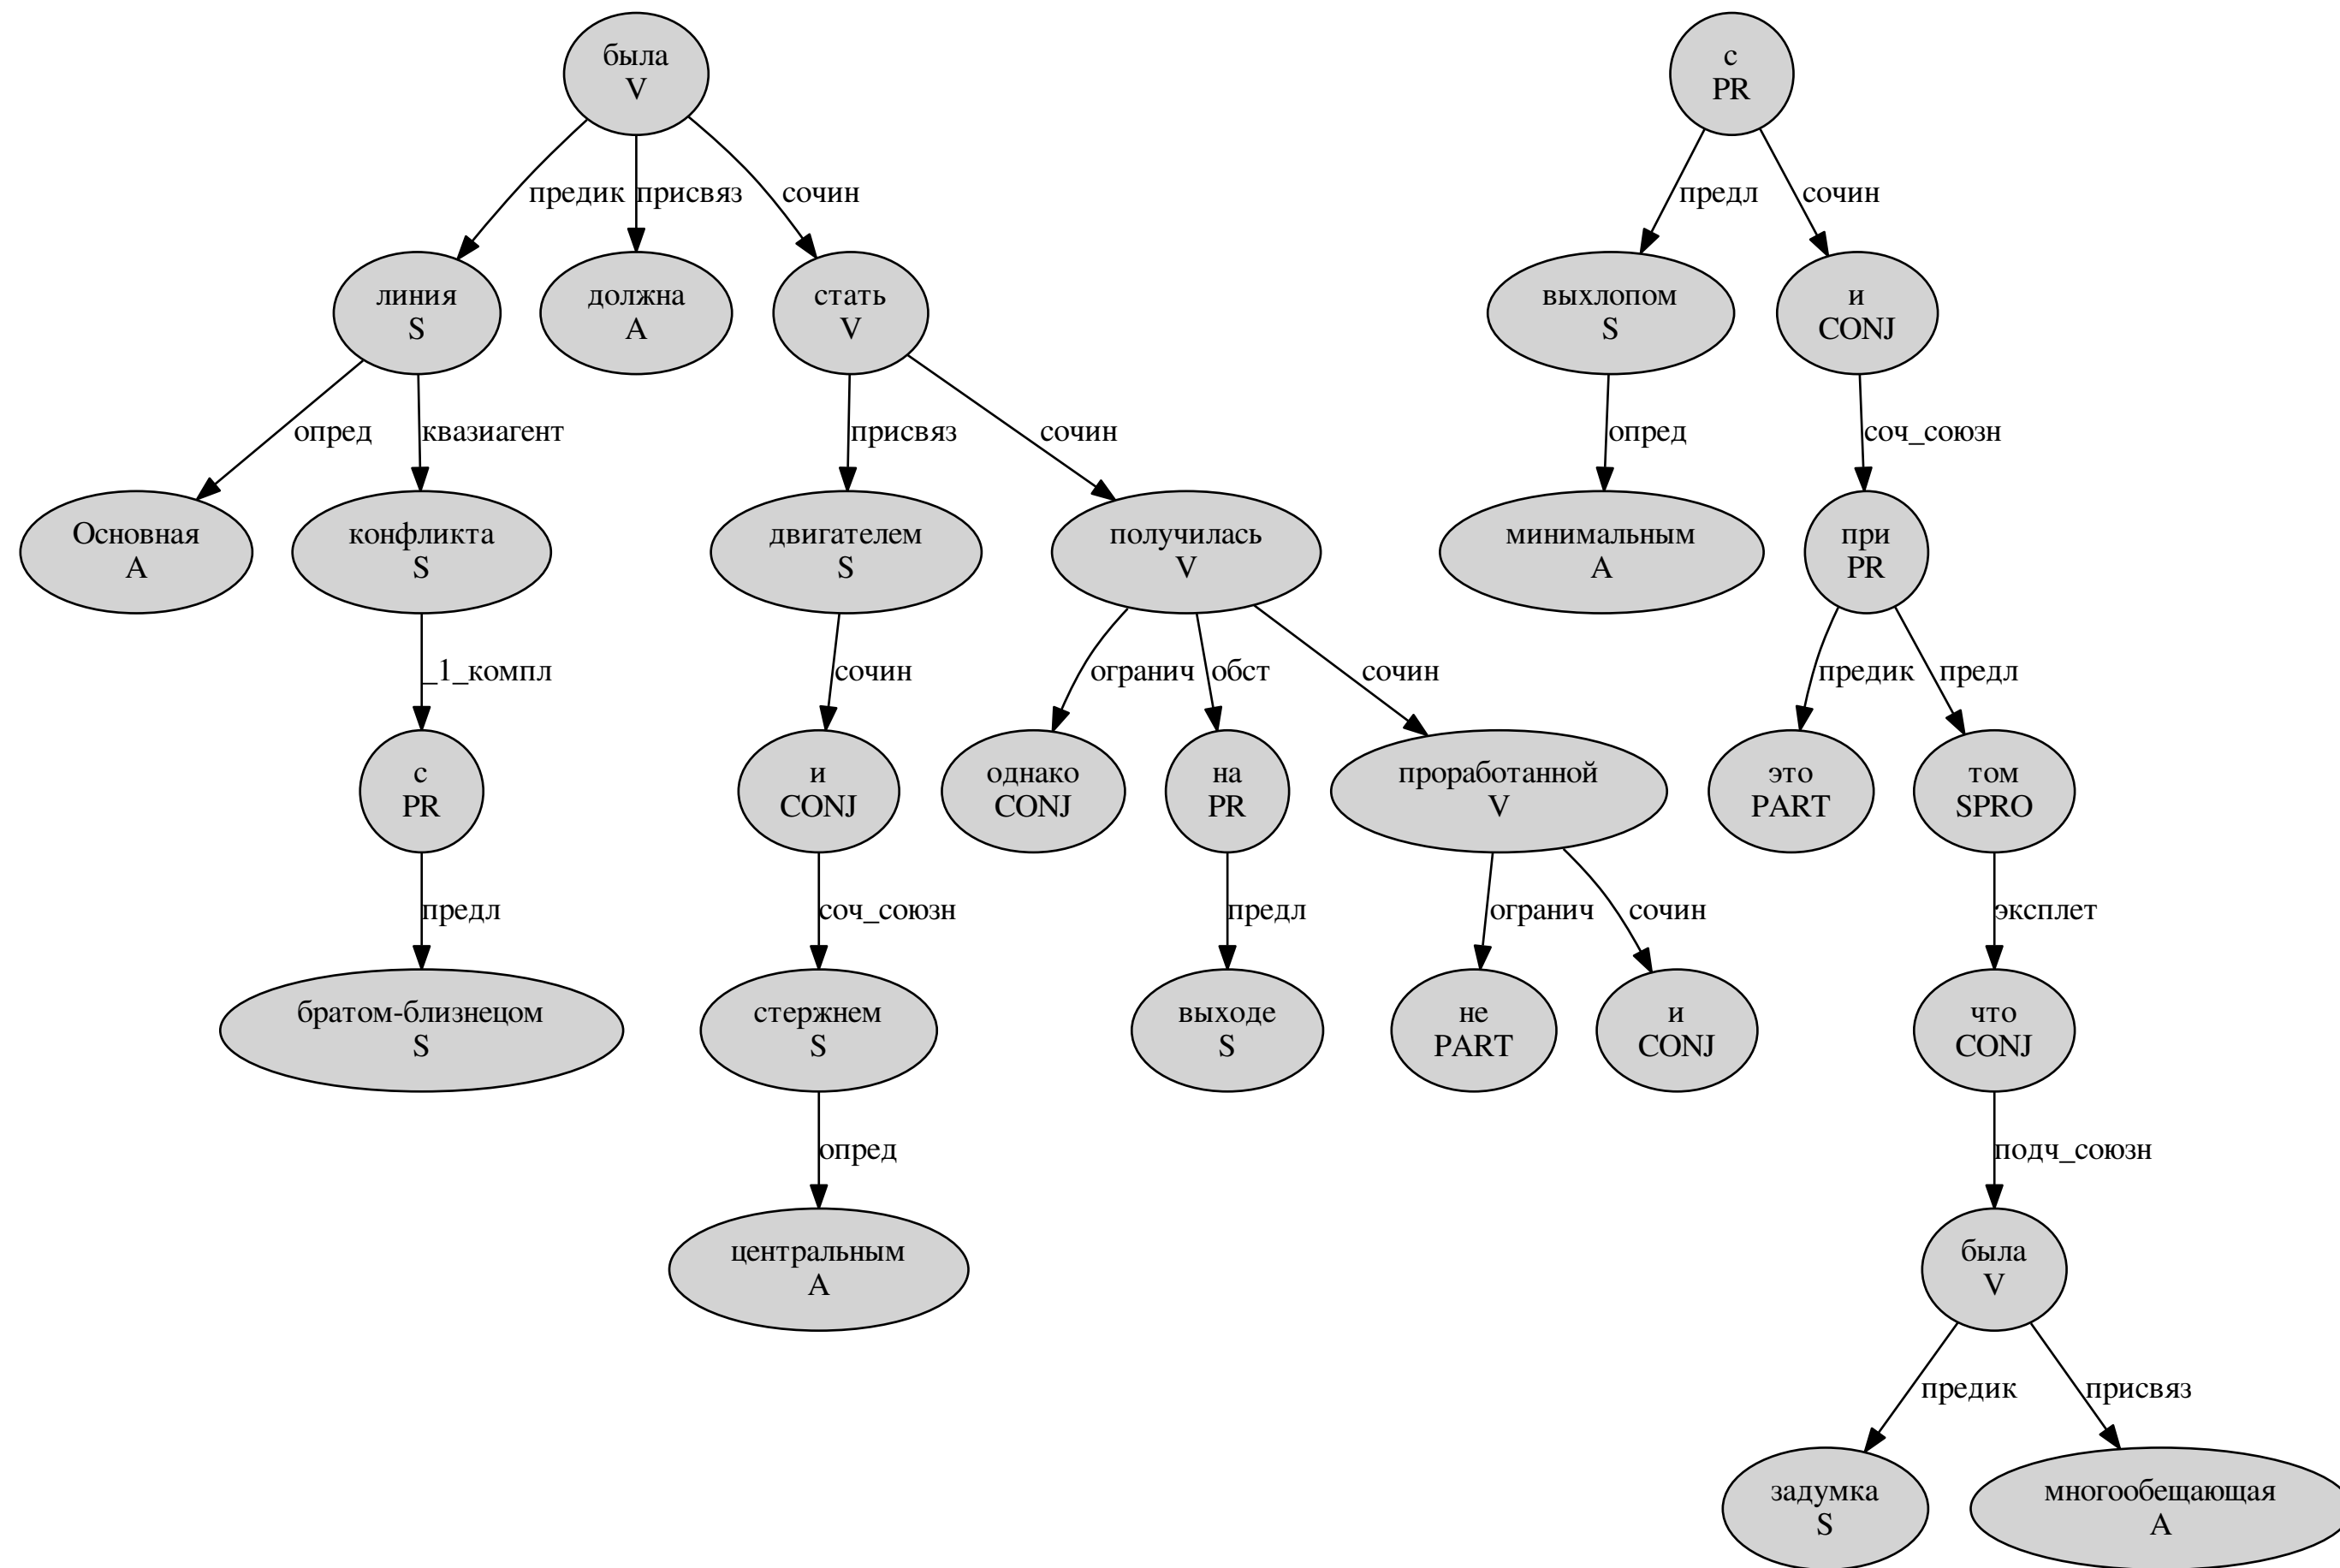 была
V
с
PR
предик
присвяз
сочин
предл
сочин
линия
S
должна
A
стать
V
выхлопом
S
и
CONJ
опред
квазиагент
присвяз
сочин
опред
соч_союзн
Основная
A
конфликта
S
двигателем
S
получилась
V
минимальным
A
при
PR
_1_компл
сочин
огранич
обст
сочин
предик
предл
с
PR
и
CONJ
однако
CONJ
на
PR
проработанной
V
это
PART
том
SPRO
предл
соч_союзн
предл
огранич
сочин
эксплет
братом-близнецом
S
стержнем
S
выходе
S
не
PART
и
CONJ
что
CONJ
опред
подч_союзн
центральным
A
была
V
предик
присвяз
задумка
S
многообещающая
A